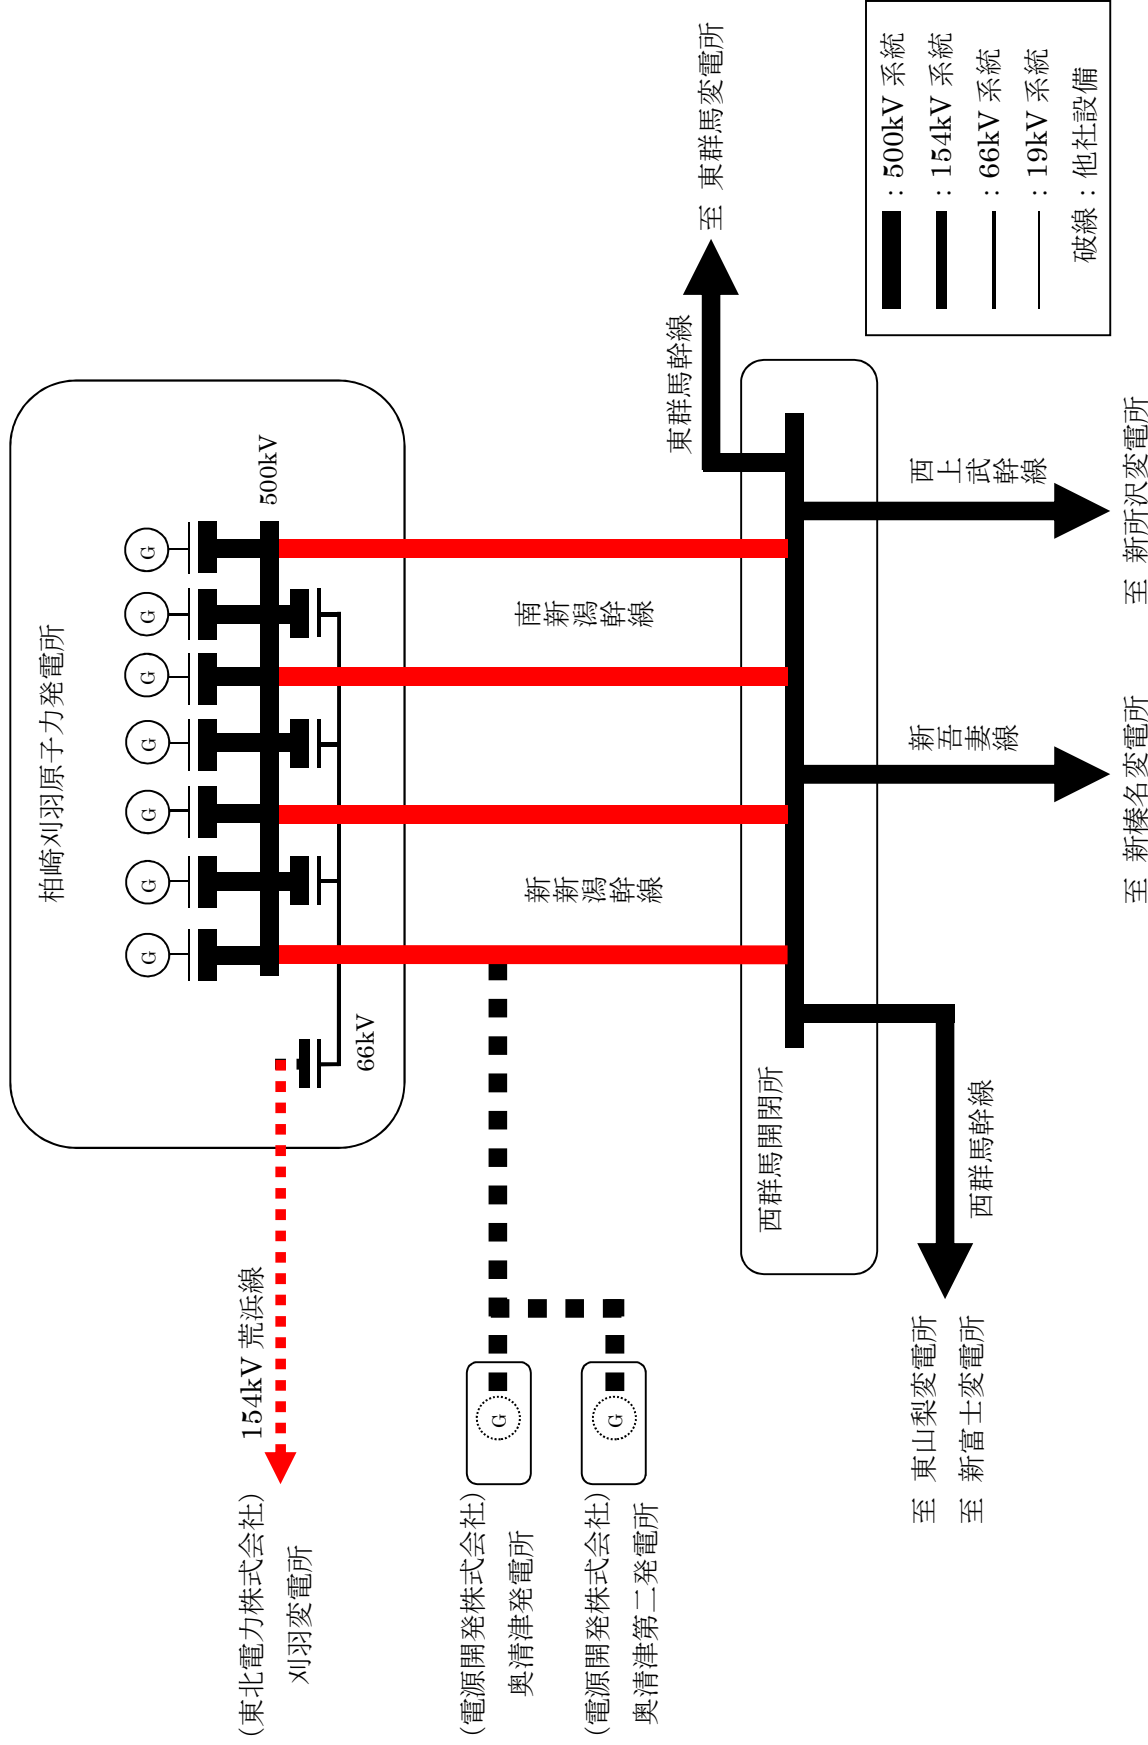 柏崎刈羽原子力発電所
G
G
G
G
G
G
G
500kV
66kV
154kV 荒浜線
(東北電力株式会社)
刈羽変電所
新新潟幹線
南新潟幹線
(電源開発株式会社)
奥清津発電所
G
(電源開発株式会社)
奥清津第二発電所
G
西群馬開閉所
東群馬幹線
至 東群馬変電所
西群馬幹線
至 東山梨変電所
至 新富士変電所
新吾妻線
至 新榛名変電所
西上武幹線
至 新所沢変電所
：500kV 系統
：154kV 系統
：66kV 系統
：19kV 系統
破線：他社設備